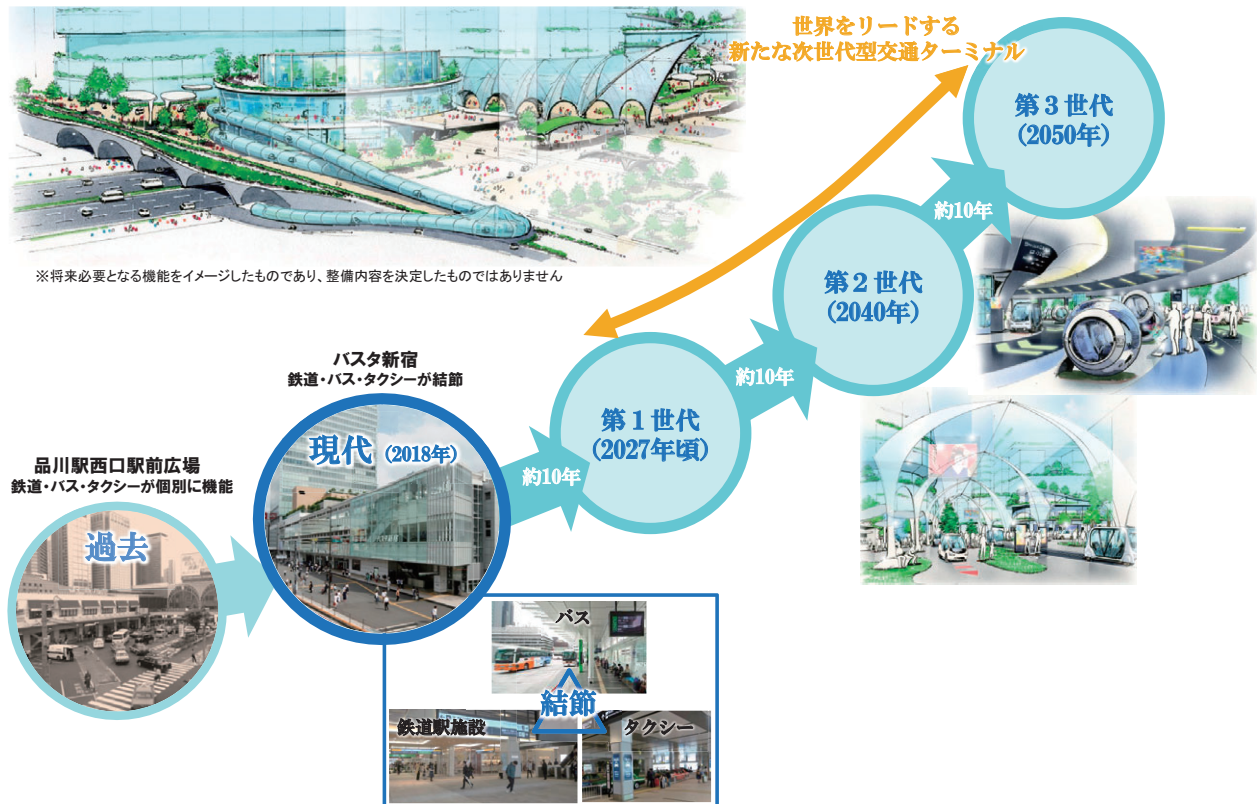 世界をリードする
新たな次世代型交通ターミナル
第3世代
(2050年)
約10年
第2世代
(2040年)
※将来必要となる機能をイメージしたものであり、整備内容を決定したものではありません
バスタ新宿
鉄道・バス・タクシーが結節
約10年
第1世代
(2027年頃)
現代 (2018年)
約10年
品川駅西口駅前広場
鉄道・バス・タクシーが個別に機能
過去
バス
結節
鉄道駅施設
タクシー